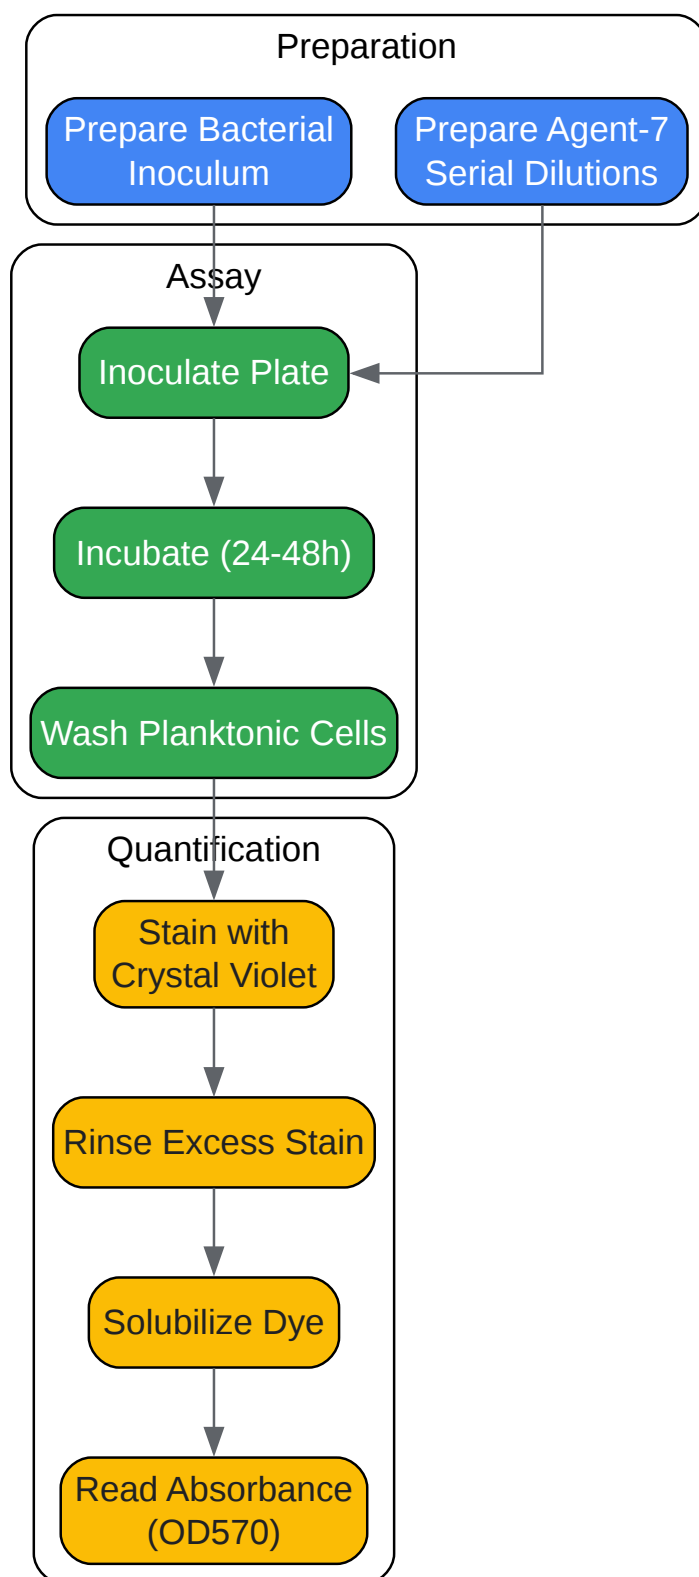 Preparation
Prepare Bacterial
Inoculum
Prepare Agent-7
Serial Dilutions
Assay
Inoculate Plate
Incubate (24-48h)
Wash Planktonic Cells
Quantification
Stain with
Crystal Violet
Rinse Excess Stain
Solubilize Dye
Read Absorbance
(OD570)